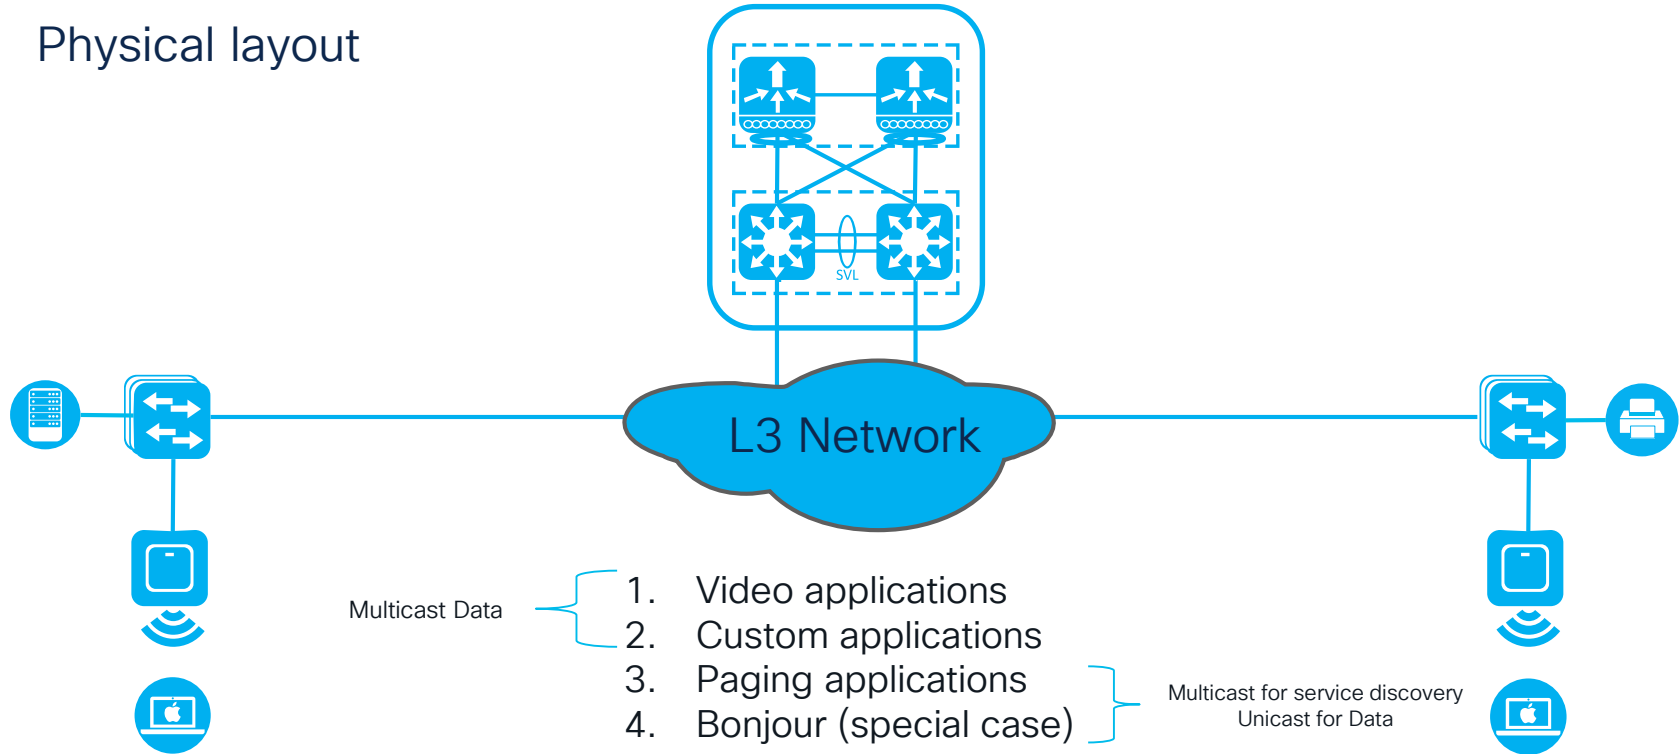 Physical layout
SVL
L3 Network
Multicast Data
1. Video applications
2. Custom applications
3. Paging applications
4. Bonjour (special case)
Multicast for service discovery
Unicast for Data